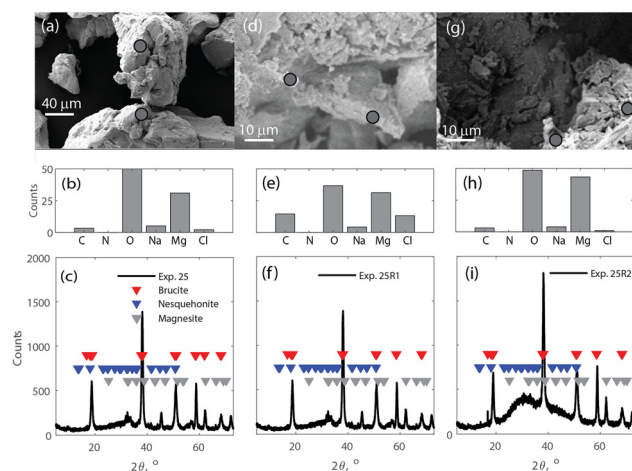 (a) (d) (g)
40 μm 10 μm 10 μm
50 (b) (e) (h)
25
Counts
0
C N O Na Mg Cl C N O Na Mg Cl C N O Na Mg Cl
2000 (c) Exp. 25 (f) Exp. 25R1 (i) Exp. 25R2
Brucite
1500 Nesquehonite
Magnesite
Counts
1000
500
0
20 40 60 20 40 60 20 40 60
2θ, ° 2θ, ° 2θ, °